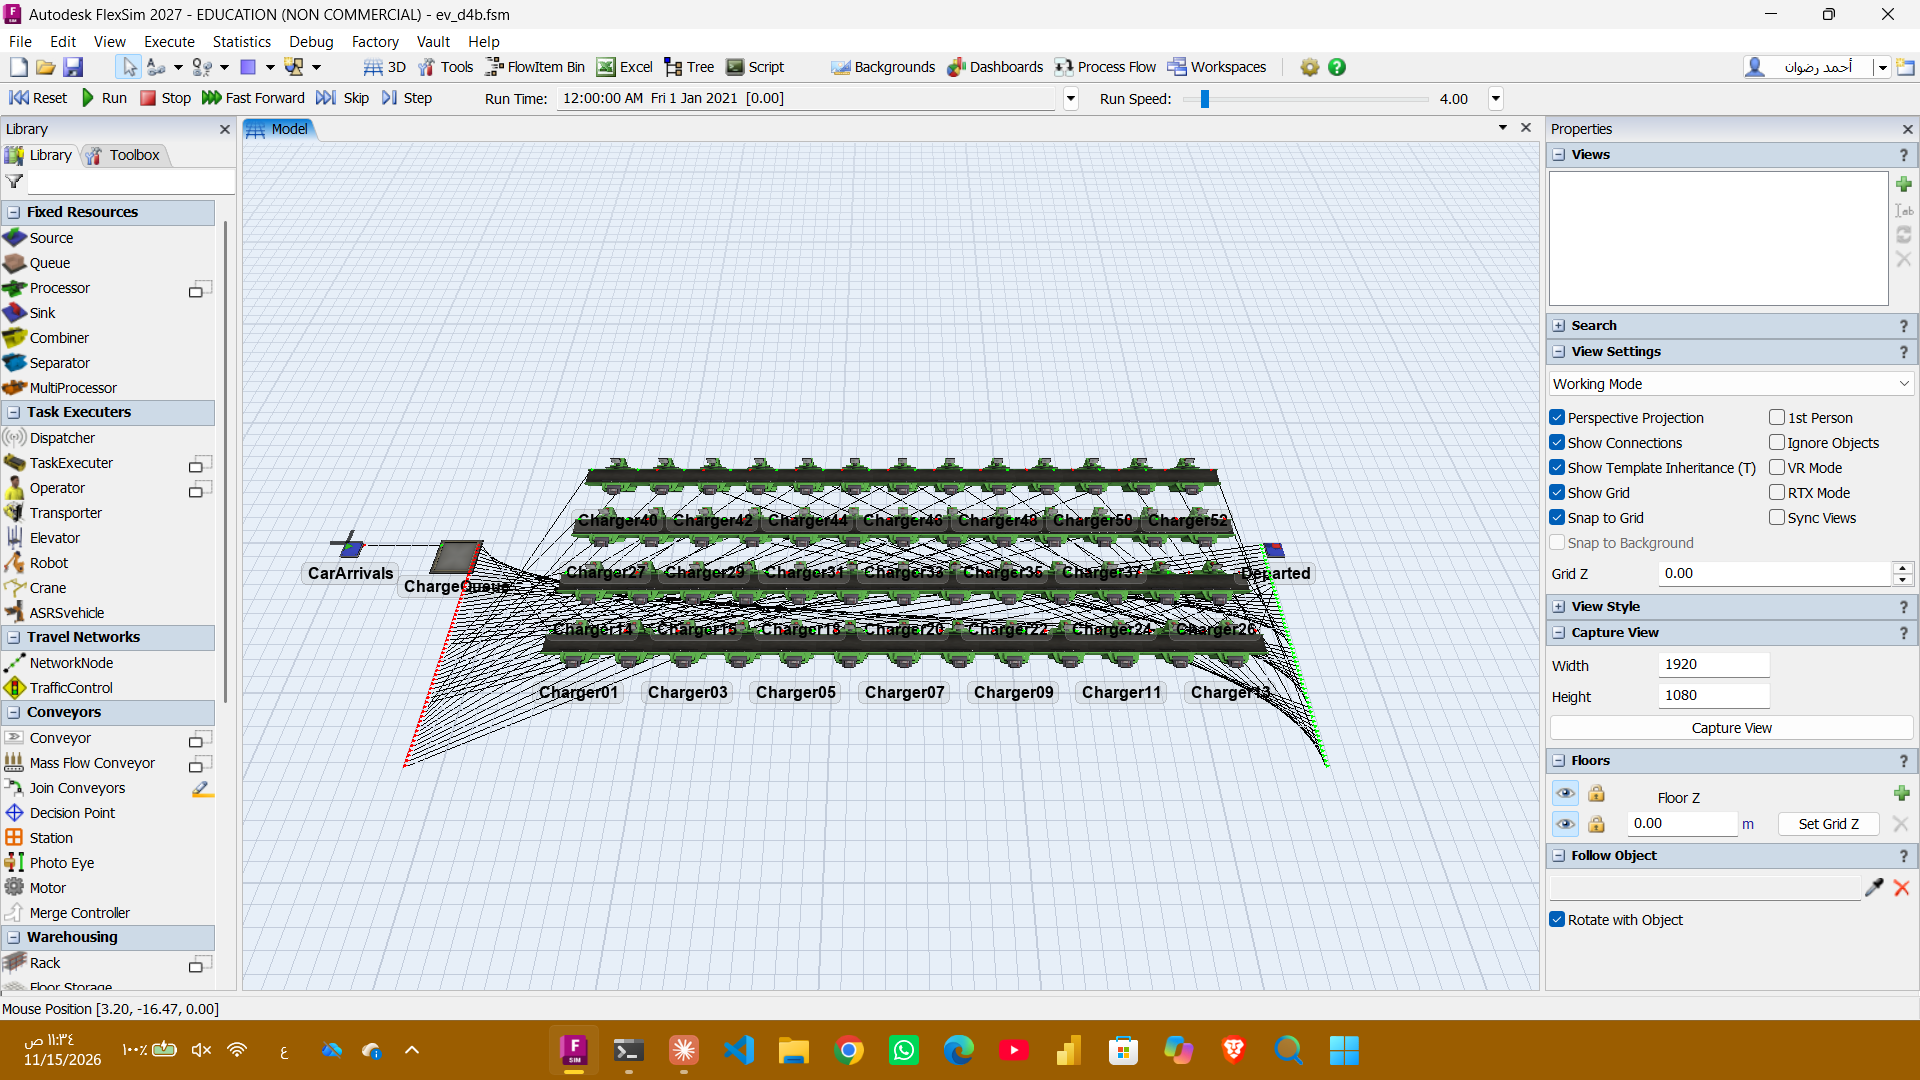 Autodesk FlexSim 2027 - EDUCATION (NON COMMERCIAL) - ev_d4b.fsm
File Edit View Execute Statistics Debug Factory Vault Help
3D Tools FlowItem Bin Excel Tree Script Backgrounds Dashboards Process Flow Workspaces أحمد رضوان
Reset Run Stop Fast Forward Skip Step Run Time: 12:00:00 AM Fri 1 Jan 2021 [0.00] Run Speed: 4.00
Library
Library Toolbox
Fixed Resources
Source
Queue
Processor
Sink
Combiner
Separator
MultiProcessor
Task Executers
Dispatcher
TaskExecuter
Operator
Transporter
Elevator
Robot
Crane
ASRSvehicle
Travel Networks
NetworkNode
TrafficControl
Conveyors
Conveyor
Mass Flow Conveyor
Join Conveyors
Decision Point
Station
Photo Eye
Motor
Merge Controller
Warehousing
Rack
Floor Storage
Model
Charger40 Charger42 Charger44 Charger46 Charger48 Charger50 Charger52
CarArrivals ChargeQueue Charger27 Charger29 Charger31 Charger33 Charger35 Charger37 Departed
Charger14 Charger16 Charger18 Charger20 Charger22 Charger24 Charger26
Charger01 Charger03 Charger05 Charger07 Charger09 Charger11 Charger13
Properties
Views
Search
View Settings
Working Mode
Perspective Projection 1st Person
Show Connections Ignore Objects
Show Template Inheritance (T) VR Mode
Show Grid RTX Mode
Snap to Grid Sync Views
Snap to Background
Grid Z 0.00
View Style
Capture View
Width 1920
Height 1080
Capture View
Floors
Floor Z
0.00 m Set Grid Z
Follow Object
Rotate with Object
Mouse Position [3.20, -16.47, 0.00]
١١:٣٤ ص
11/15/2026
١٠٠٪
ع